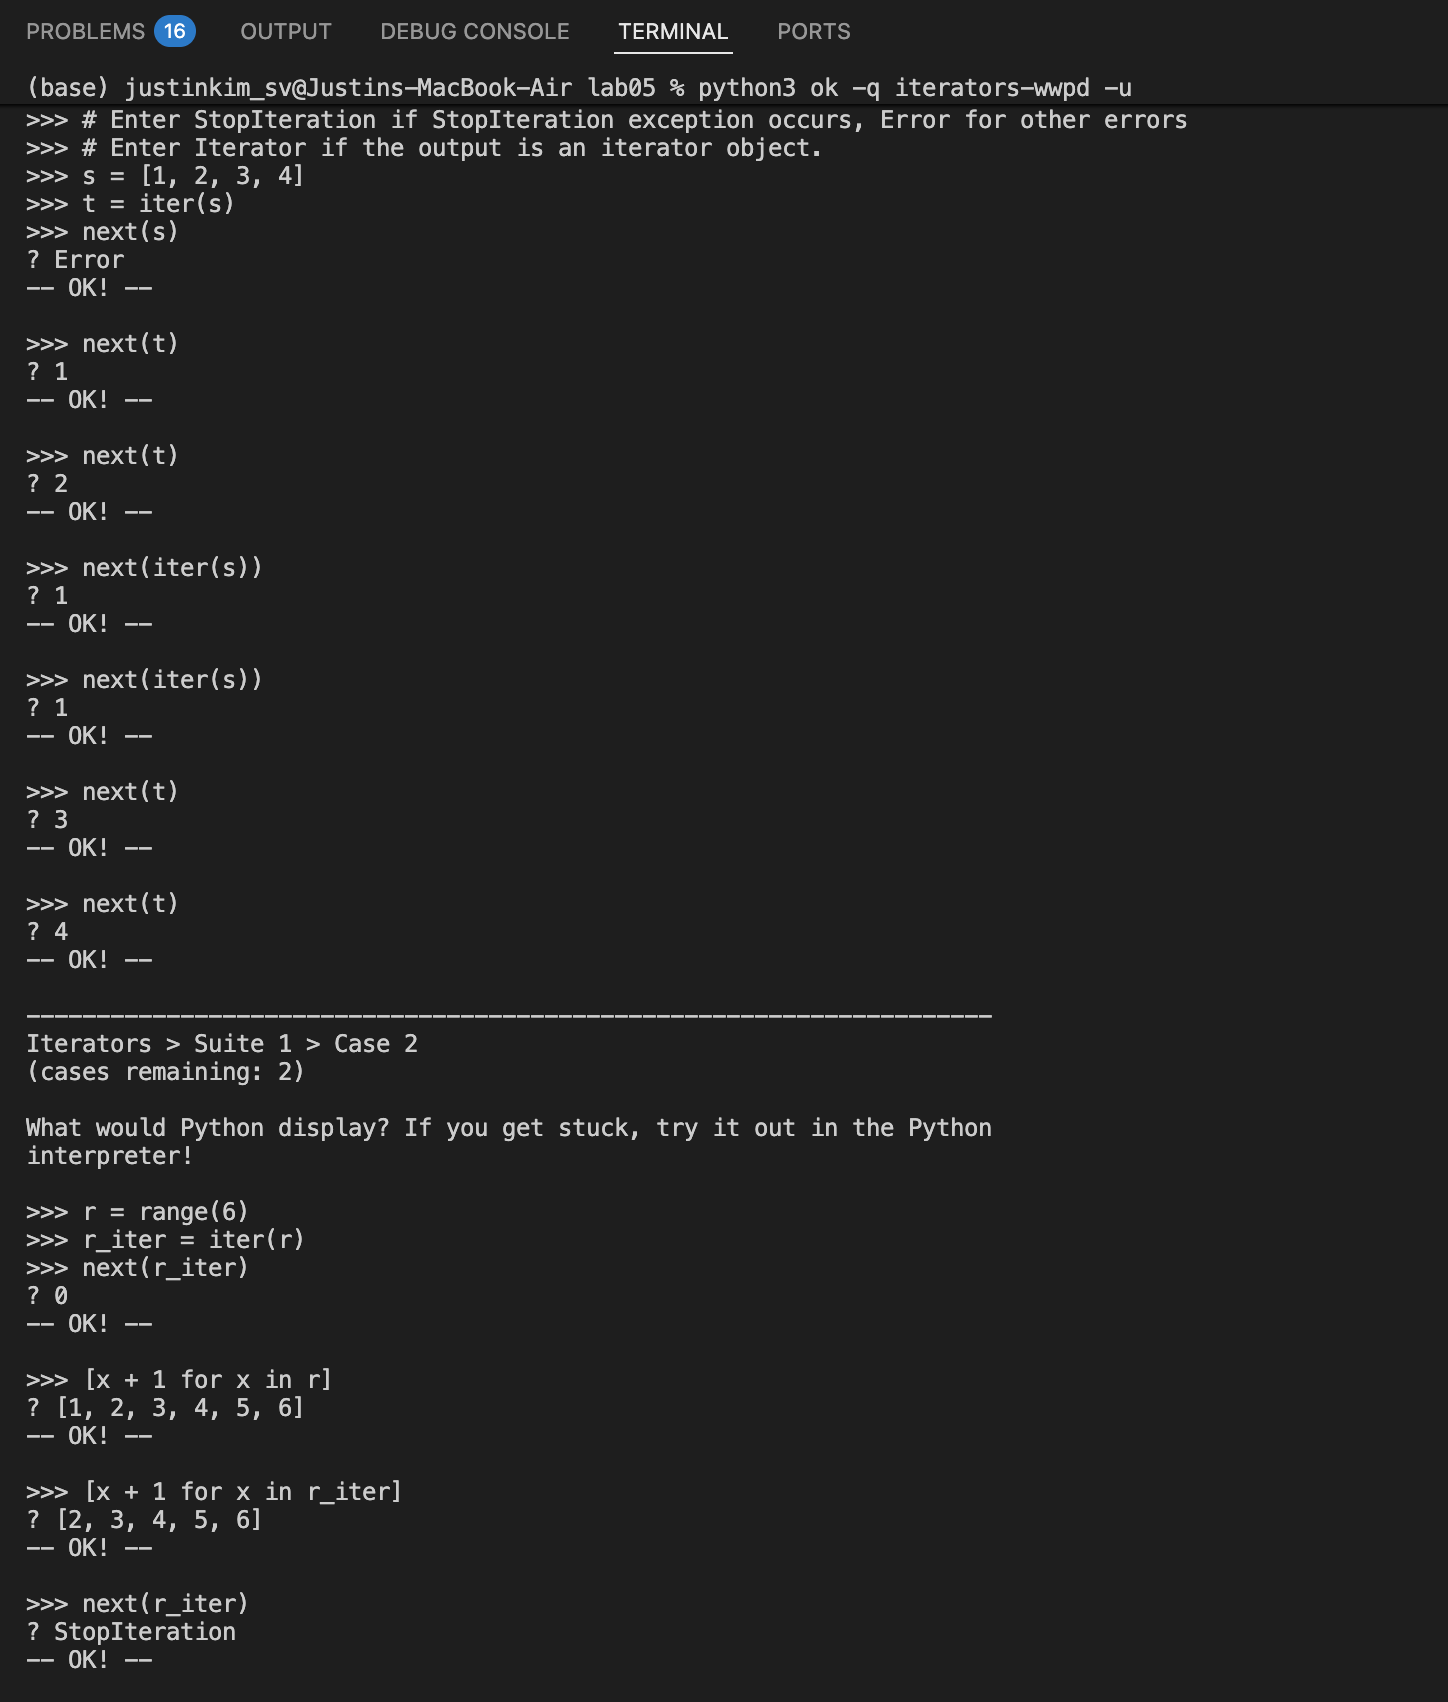 PROBLEMS 16 OUTPUT DEBUG CONSOLE TERMINAL PORTS
(base) justinkim_sv@Justins-MacBook-Air lab05 % python3 ok -q iterators-wwpd -u
>>> # Enter StopIteration if StopIteration exception occurs, Error for other errors
>>> # Enter Iterator if the output is an iterator object.
>>> s = [1, 2, 3, 4]
>>> t = iter(s)
>>> next(s)
? Error
-- OK! --

>>> next(t)
? 1
-- OK! --

>>> next(t)
? 2
-- OK! --

>>> next(iter(s))
? 1
-- OK! --

>>> next(iter(s))
? 1
-- OK! --

>>> next(t)
? 3
-- OK! --

>>> next(t)
? 4
-- OK! --

---------------------------------------------------------------------
Iterators > Suite 1 > Case 2
(cases remaining: 2)

What would Python display? If you get stuck, try it out in the Python
interpreter!

>>> r = range(6)
>>> r_iter = iter(r)
>>> next(r_iter)
? 0
-- OK! --

>>> [x + 1 for x in r]
? [1, 2, 3, 4, 5, 6]
-- OK! --

>>> [x + 1 for x in r_iter]
? [2, 3, 4, 5, 6]
-- OK! --

>>> next(r_iter)
? StopIteration
-- OK! --